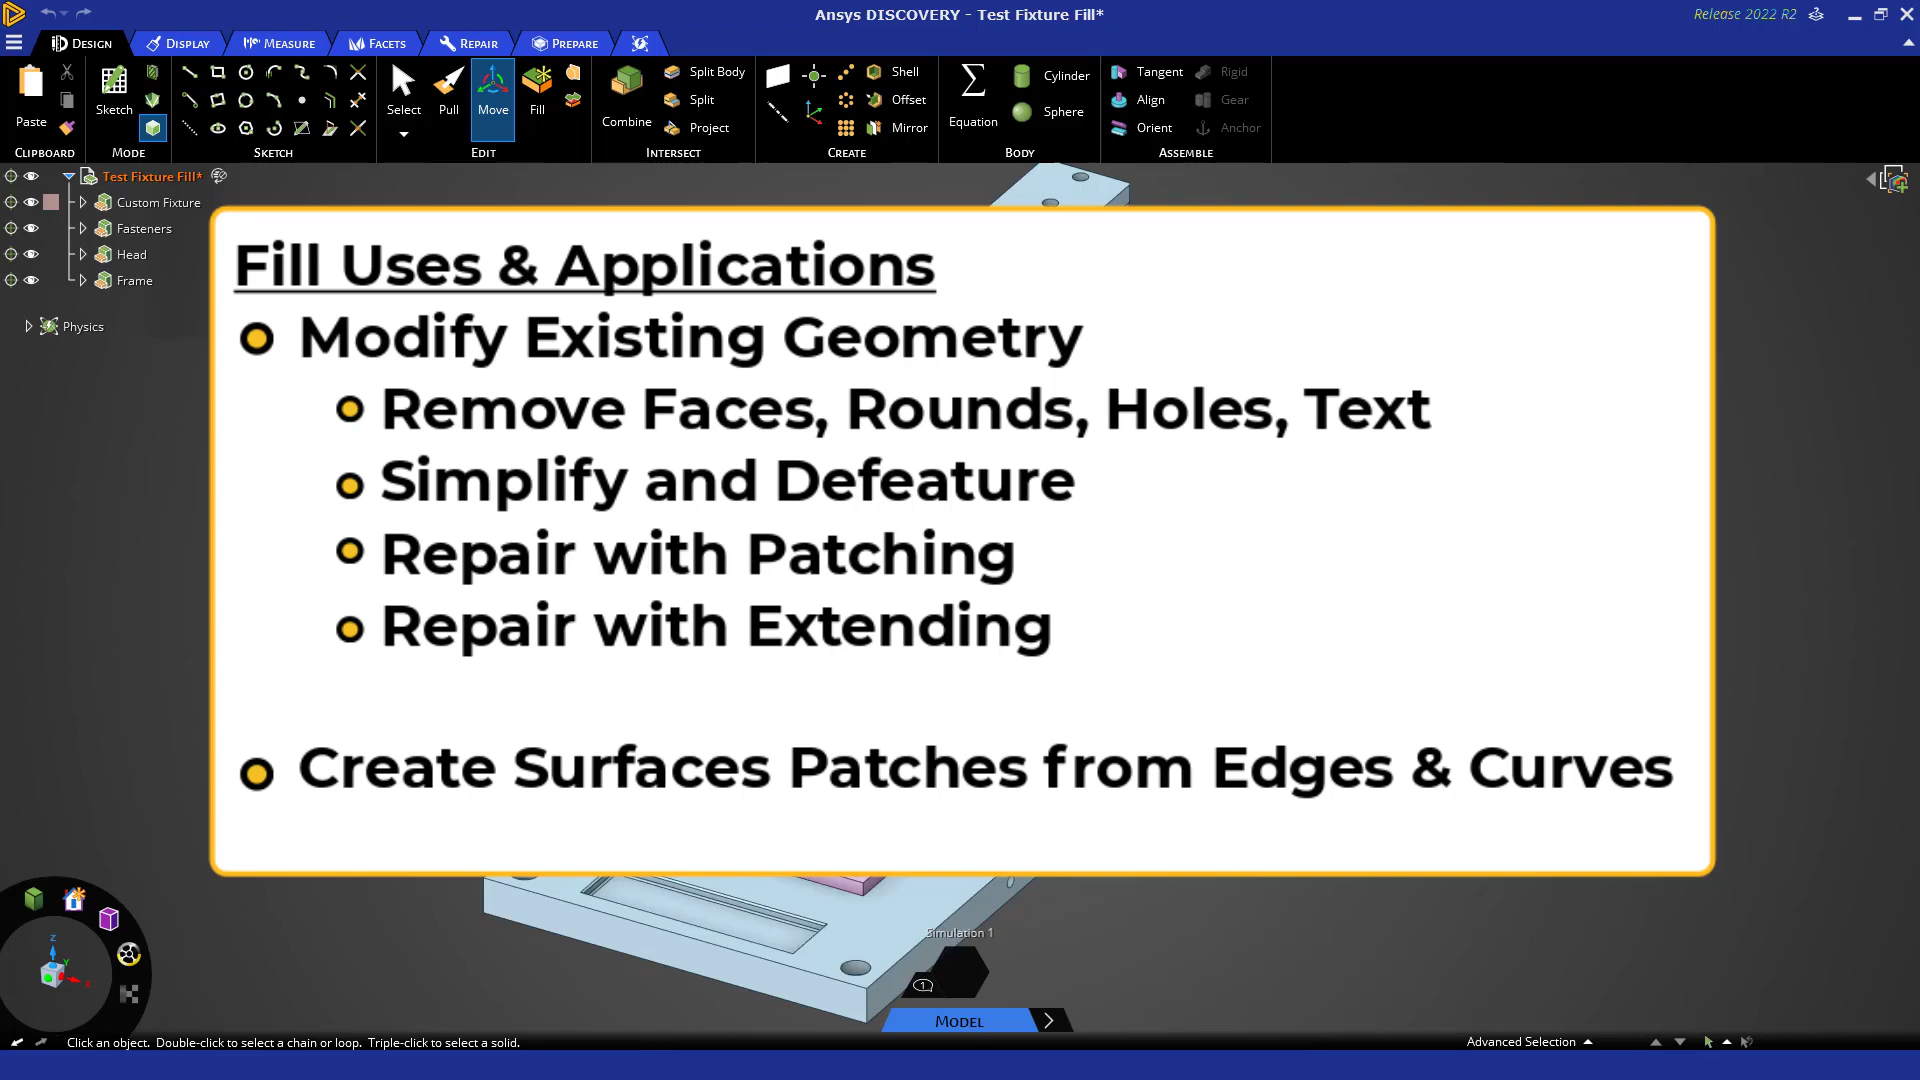 Ansys DISCOVERY - Test Fixture Fill*
Release 2022 R2
DESIGN
DISPLAY
MEASURE
FACETS
REPAIR
PREPARE
Paste
CLIPBOARD
Sketch
MODE
SKETCH
Select
Pull
Move
Fill
EDIT
Combine
Split Body
Split
Project
INTERSECT
Shell
Offset
Mirror
CREATE
Equation
Cylinder
Sphere
BODY
Tangent
Align
Orient
Rigid
Gear
Anchor
ASSEMBLE
Test Fixture Fill*
Custom Fixture
Fasteners
Head
Frame
Physics
Fill Uses & Applications
Modify Existing Geometry
Remove Faces, Rounds, Holes, Text
Simplify and Defeature
Repair with Patching
Repair with Extending
Create Surfaces Patches from Edges & Curves
Z
Y
X
Simulation 1
1
MODEL
Click an object. Double-click to select a chain or loop. Triple-click to select a solid.
Advanced Selection